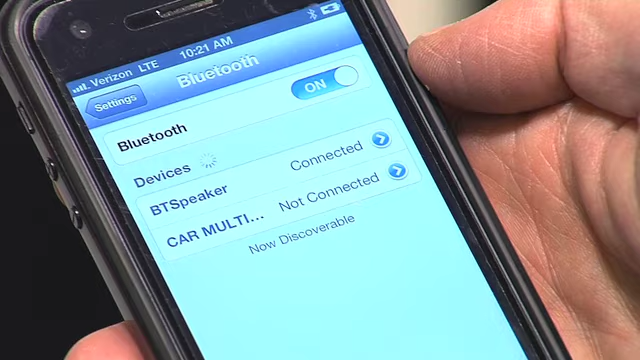 Verizon LTE 10:21 AM
Settings Bluetooth
Bluetooth ON
Devices
BTSpeaker Connected
CAR MULTI... Not Connected
Now Discoverable